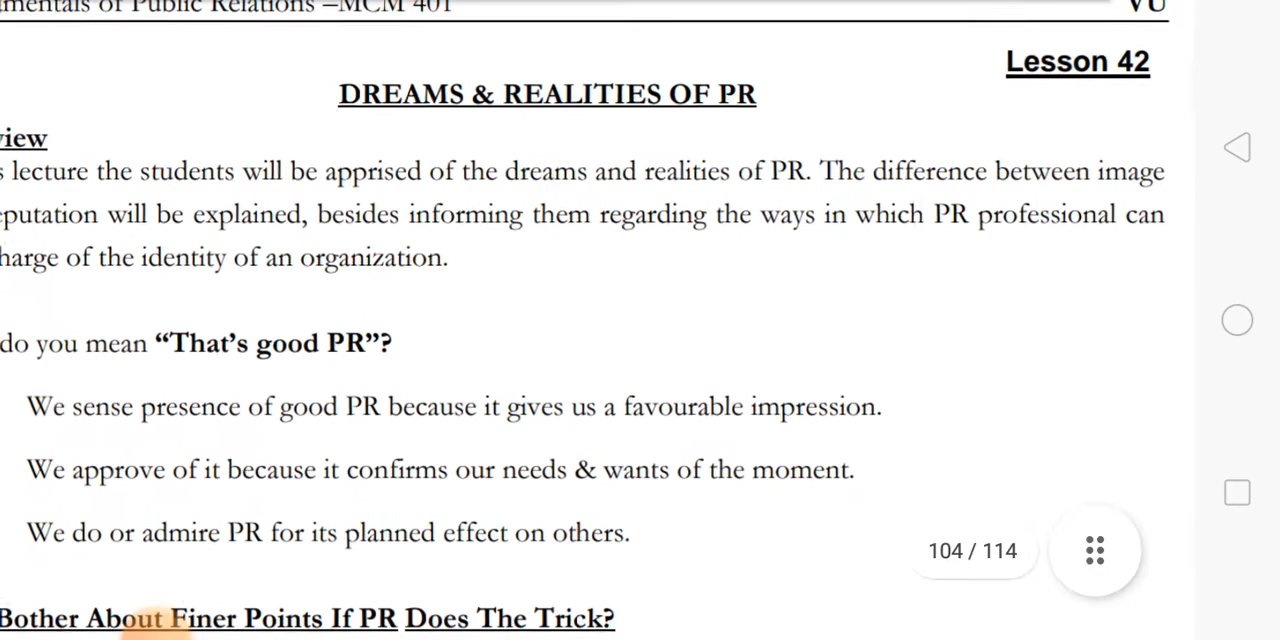 mentals of Public Relations –MCM 401 VU
Lesson 42
DREAMS & REALITIES OF PR
view
s lecture the students will be apprised of the dreams and realities of PR. The difference between image
eputation will be explained, besides informing them regarding the ways in which PR professional can
harge of the identity of an organization.
do you mean “That’s good PR”?
We sense presence of good PR because it gives us a favourable impression.
We approve of it because it confirms our needs & wants of the moment.
We do or admire PR for its planned effect on others.
104 / 114
Bother About Finer Points If PR Does The Trick?